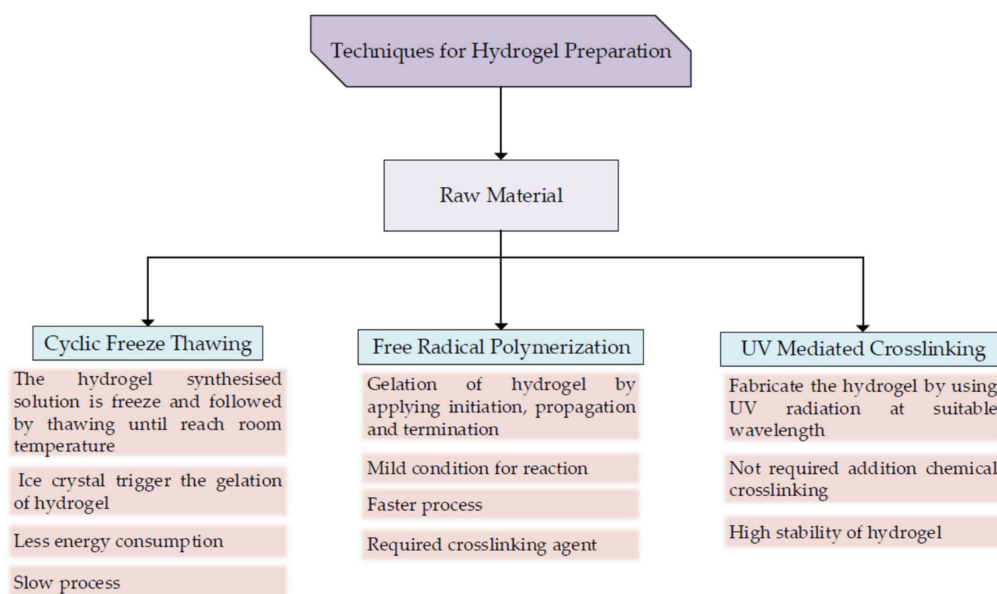 Techniques for Hydrogel Preparation
Raw Material
Cyclic Freeze Thawing
The hydrogel synthesised
solution is freeze and followed
by thawing until reach room
temperature
Ice crystal trigger the gelation
of hydrogel
Less energy consumption
Slow process
Free Radical Polymerization
Gelation of hydrogel by
applying initiation, propagation
and termination
Mild condition for reaction
Faster process
Required crosslinking agent
UV Mediated Crosslinking
Fabricate the hydrogel by using
UV radiation at suitable
wavelength
Not required addition chemical
crosslinking
High stability of hydrogel